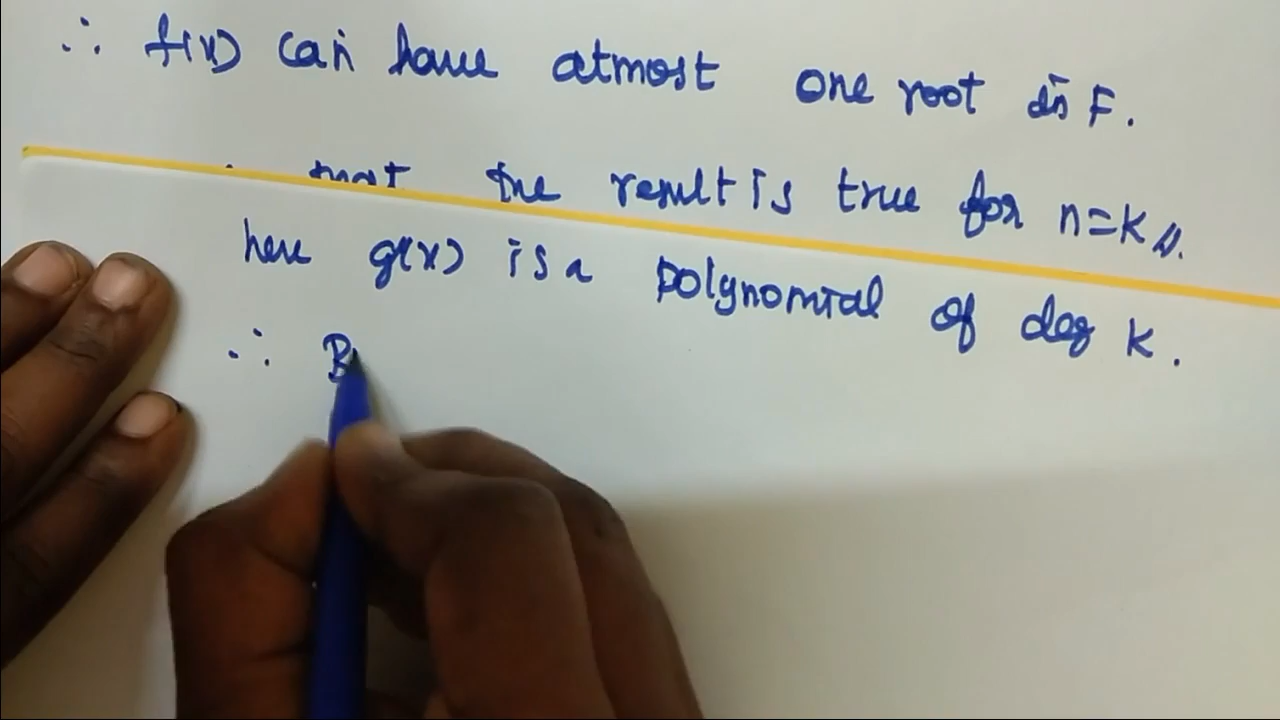 ∴ f(x) can have atmost one root in F.
that the result is true for n=k.
here g(x) is a polynomial of deg k.
∴ B